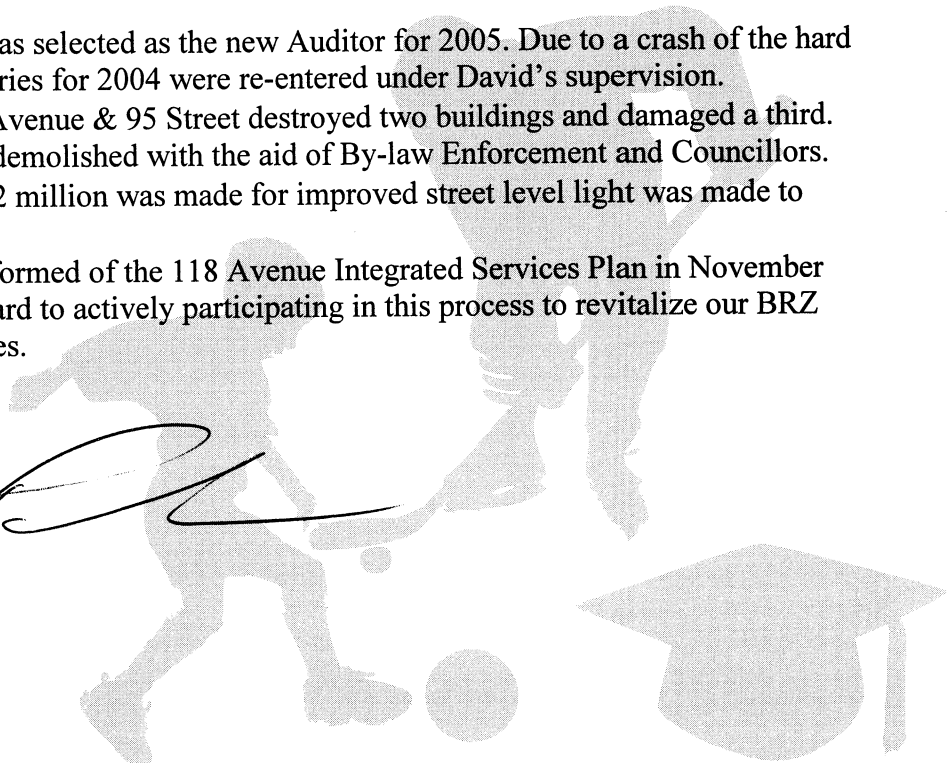 as selected as the new Auditor for 2005. Due to a crash of the hard
ries for 2004 were re-entered under David's supervision.
Avenue & 95 Street destroyed two buildings and damaged a third.
demolished with the aid of By-law Enforcement and Councillors.
2 million was made for improved street level light was made to
formed of the 118 Avenue Integrated Services Plan in November
ard to actively participating in this process to revitalize our BRZ
es.